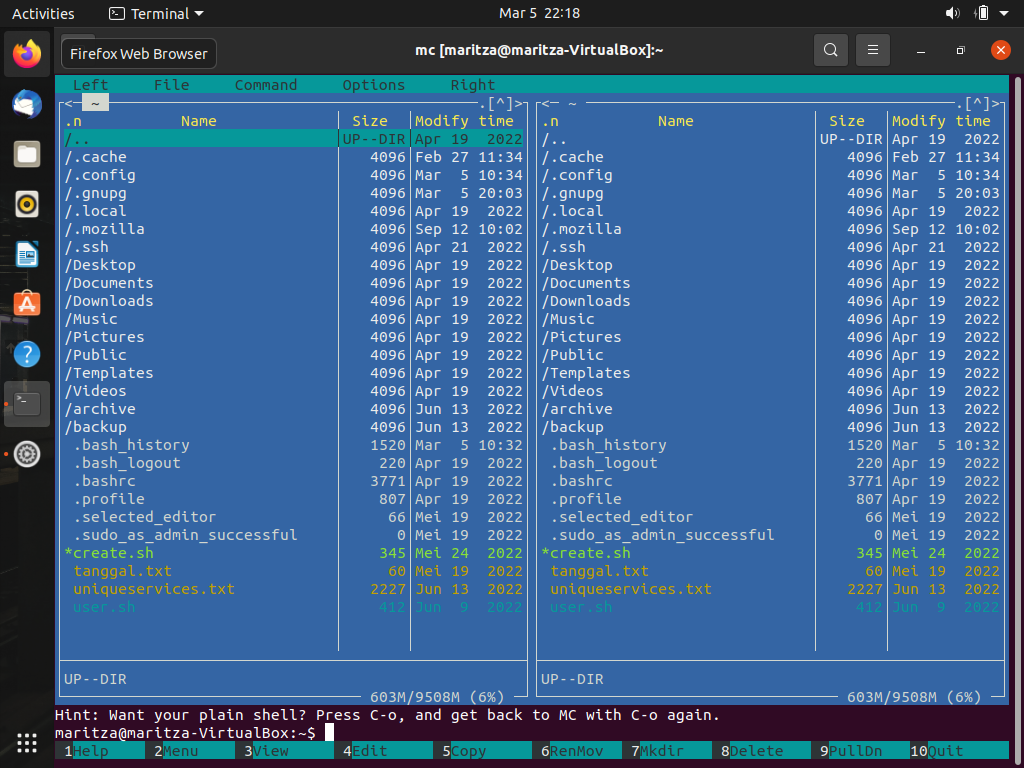 Activities Terminal Mar 5 22:18
Firefox Web Browser
mc [maritza@maritza-VirtualBox]:~
Left File Command Options Right
<─ ~ .[^]> <─ ~ .[^]>
.n Name Size Modify time .n Name Size Modify time
/.. UP--DIR Apr 19 2022 /.. UP--DIR Apr 19 2022
/.cache 4096 Feb 27 11:34 /.cache 4096 Feb 27 11:34
/.config 4096 Mar 5 10:34 /.config 4096 Mar 5 10:34
/.gnupg 4096 Mar 5 20:03 /.gnupg 4096 Mar 5 20:03
/.local 4096 Apr 19 2022 /.local 4096 Apr 19 2022
/.mozilla 4096 Sep 12 10:02 /.mozilla 4096 Sep 12 10:02
/.ssh 4096 Apr 21 2022 /.ssh 4096 Apr 21 2022
/Desktop 4096 Apr 19 2022 /Desktop 4096 Apr 19 2022
/Documents 4096 Apr 19 2022 /Documents 4096 Apr 19 2022
/Downloads 4096 Apr 19 2022 /Downloads 4096 Apr 19 2022
/Music 4096 Apr 19 2022 /Music 4096 Apr 19 2022
/Pictures 4096 Apr 19 2022 /Pictures 4096 Apr 19 2022
/Public 4096 Apr 19 2022 /Public 4096 Apr 19 2022
/Templates 4096 Apr 19 2022 /Templates 4096 Apr 19 2022
/Videos 4096 Apr 19 2022 /Videos 4096 Apr 19 2022
/archive 4096 Jun 13 2022 /archive 4096 Jun 13 2022
/backup 4096 Jun 13 2022 /backup 4096 Jun 13 2022
.bash_history 1520 Mar 5 10:32 .bash_history 1520 Mar 5 10:32
.bash_logout 220 Apr 19 2022 .bash_logout 220 Apr 19 2022
.bashrc 3771 Apr 19 2022 .bashrc 3771 Apr 19 2022
.profile 807 Apr 19 2022 .profile 807 Apr 19 2022
.selected_editor 66 Mei 19 2022 .selected_editor 66 Mei 19 2022
.sudo_as_admin_successful 0 Mei 19 2022 .sudo_as_admin_successful 0 Mei 19 2022
*create.sh 345 Mei 24 2022 *create.sh 345 Mei 24 2022
tanggal.txt 60 Mei 19 2022 tanggal.txt 60 Mei 19 2022
uniqueservices.txt 2227 Jun 13 2022 uniqueservices.txt 2227 Jun 13 2022
user.sh 412 Jun 9 2022 user.sh 412 Jun 9 2022
UP--DIR UP--DIR
603M/9508M (6%) 603M/9508M (6%)
Hint: Want your plain shell? Press C-o, and get back to MC with C-o again.
maritza@maritza-VirtualBox:~$
1Help 2Menu 3View 4Edit 5Copy 6RenMov 7Mkdir 8Delete 9PullDn 10Quit